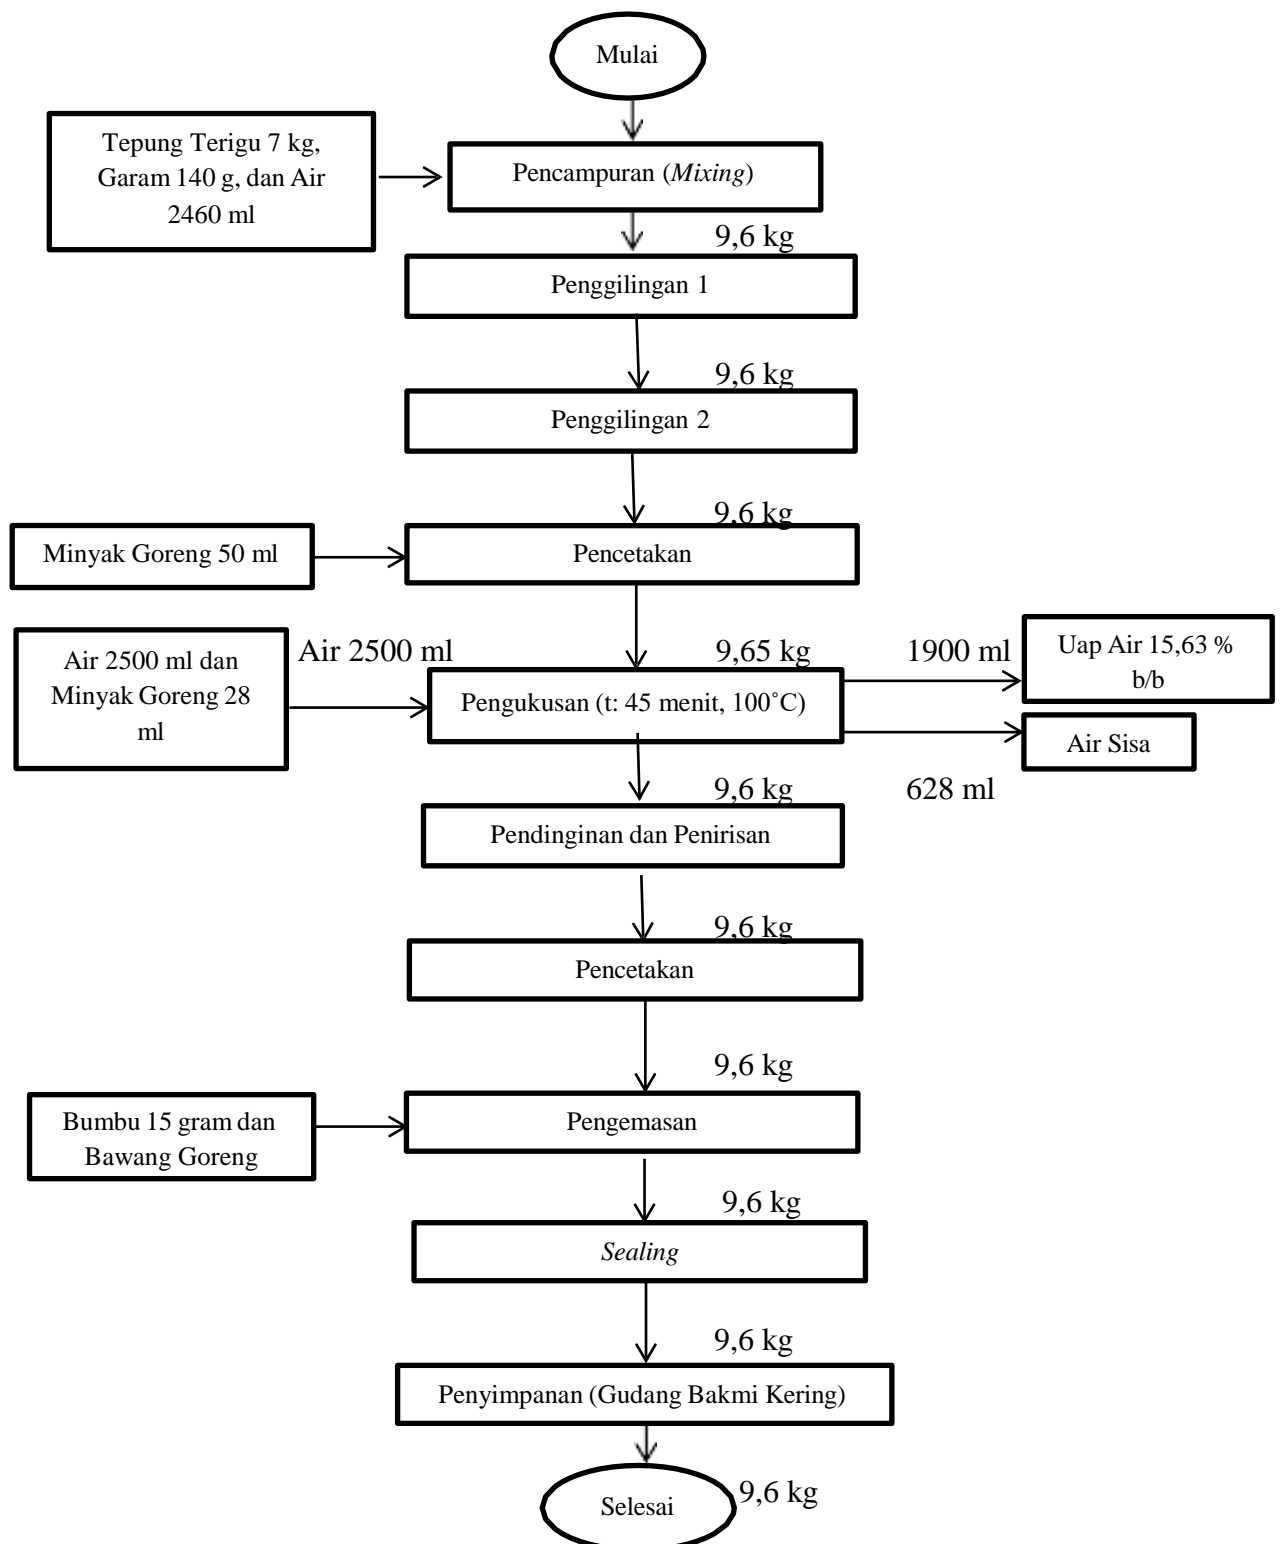 Mulai
Tepung Terigu 7 kg,
Garam 140 g, dan Air
2460 ml
Pencampuran (Mixing)
9,6 kg
Penggilingan 1
9,6 kg
Penggilingan 2
9,6 kg
Minyak Goreng 50 ml
Pencetakan
Air 2500 ml dan
Minyak Goreng 28
ml
Air 2500 ml
9,65 kg
1900 ml
Uap Air 15,63 %
b/b
Pengukusan (t: 45 menit, 100˚C)
Air Sisa
9,6 kg
628 ml
Pendinginan dan Penirisan
9,6 kg
Pencetakan
9,6 kg
Bumbu 15 gram dan
Bawang Goreng
Pengemasan
9,6 kg
Sealing
9,6 kg
Penyimpanan (Gudang Bakmi Kering)
Selesai
9,6 kg